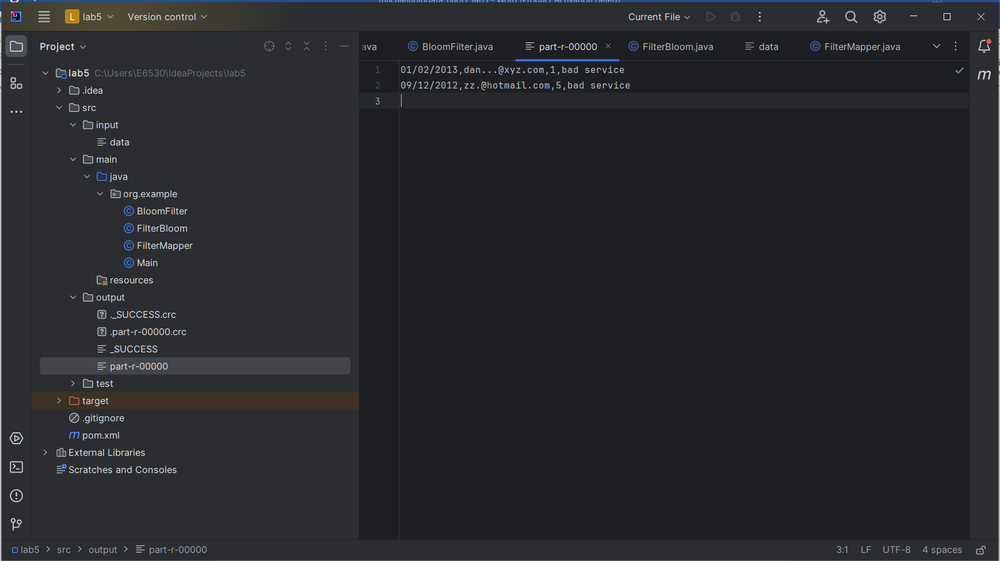 L lab5 Version control Current File
Project
ava BloomFilter.java part-r-00000 FilterBloom.java data FilterMapper.java
lab5 C:\Users\E6530\IdeaProjects\lab5
.idea
src
input
data
main
java
org.example
BloomFilter
FilterBloom
FilterMapper
Main
resources
output
._SUCCESS.crc
.part-r-00000.crc
_SUCCESS
part-r-00000
test
target
.gitignore
m pom.xml
External Libraries
Scratches and Consoles
1 01/02/2013,dan...@xyz.com,1,bad service
2 09/12/2012,zz.@hotmail.com,5,bad service
3
m
lab5 > src > output > part-r-00000
3:1 LF UTF-8 4 spaces